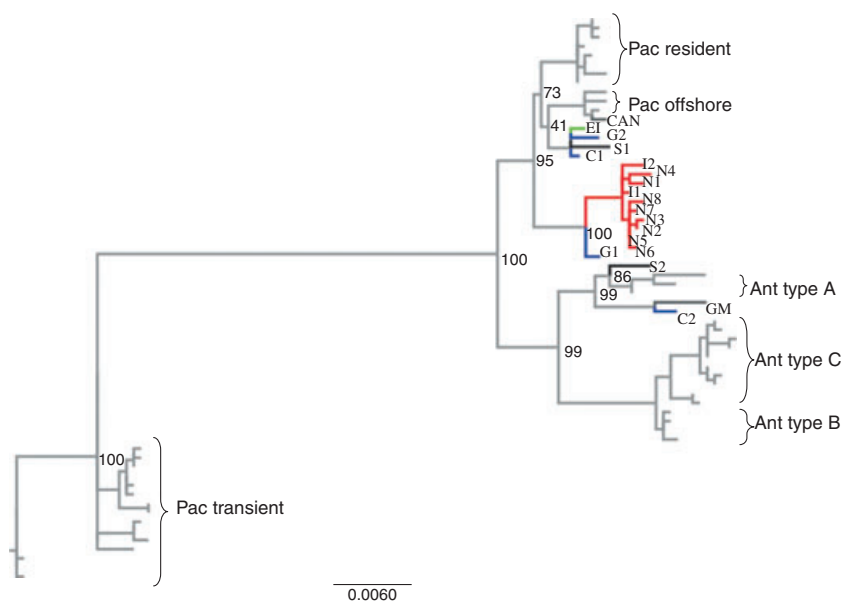 Pac resident
73
Pac offshore
CAN
41
EI
G2
S1
C1
95
I2
N4
N1
I1
N8
N7
N3
N2
100
N5
N6
G1
100
S2
86
Ant type A
99
GM
C2
99
Ant type C
Ant type B
100
Pac transient
0.0060